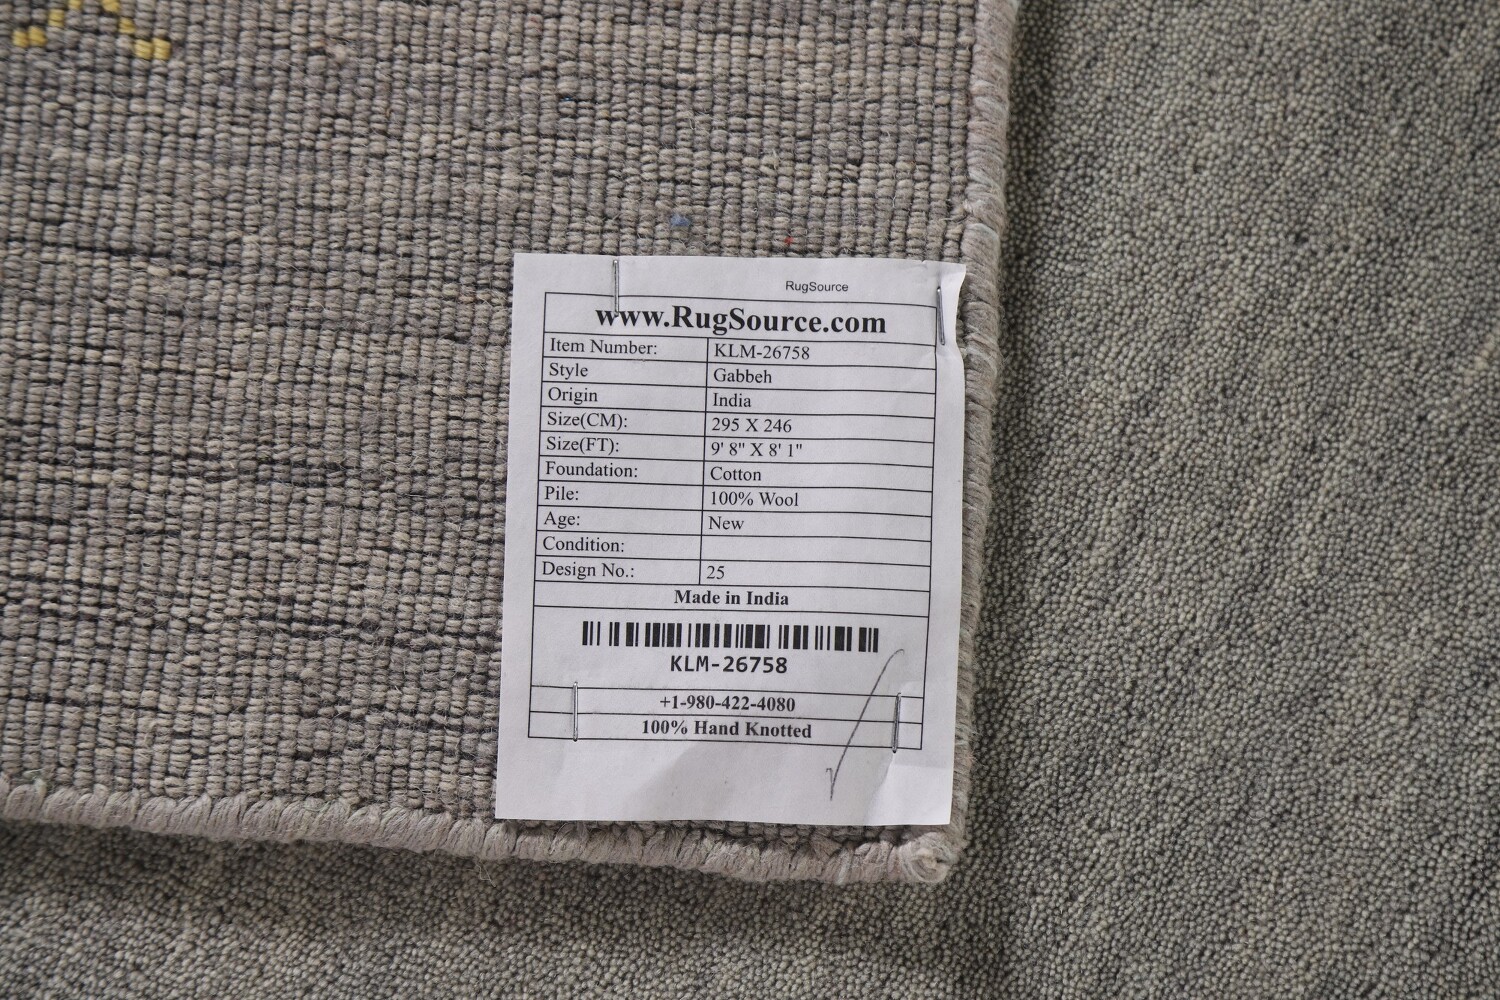 RugSource
www.RugSource.com
Item Number: KLM-26758
Style Gabbeh
Origin India
Size(CM): 295 X 246
Size(FT): 9' 8" X 8' 1"
Foundation: Cotton
Pile: 100% Wool
Age: New
Condition:
Design No.: 25
Made in India
KLM-26758
+1-980-422-4080
100% Hand Knotted